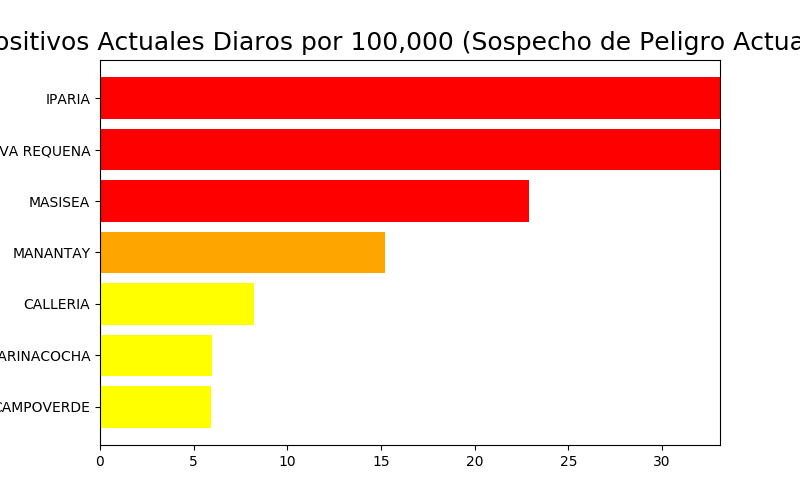 ositivos Actuales Diaros por 100,000 (Sospecho de Peligro Actua
IPARIA
VA REQUENA
MASISEA
MANANTAY
CALLERIA
ARINACOCHA
CAMPOVERDE
0 5 10 15 20 25 30